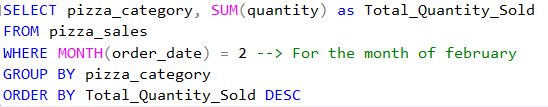 SELECT pizza_category, SUM(quantity) as Total_Quantity_Sold
FROM pizza_sales
WHERE MONTH(order_date) = 2 --> For the month of february
GROUP BY pizza_category
ORDER BY Total_Quantity_Sold DESC